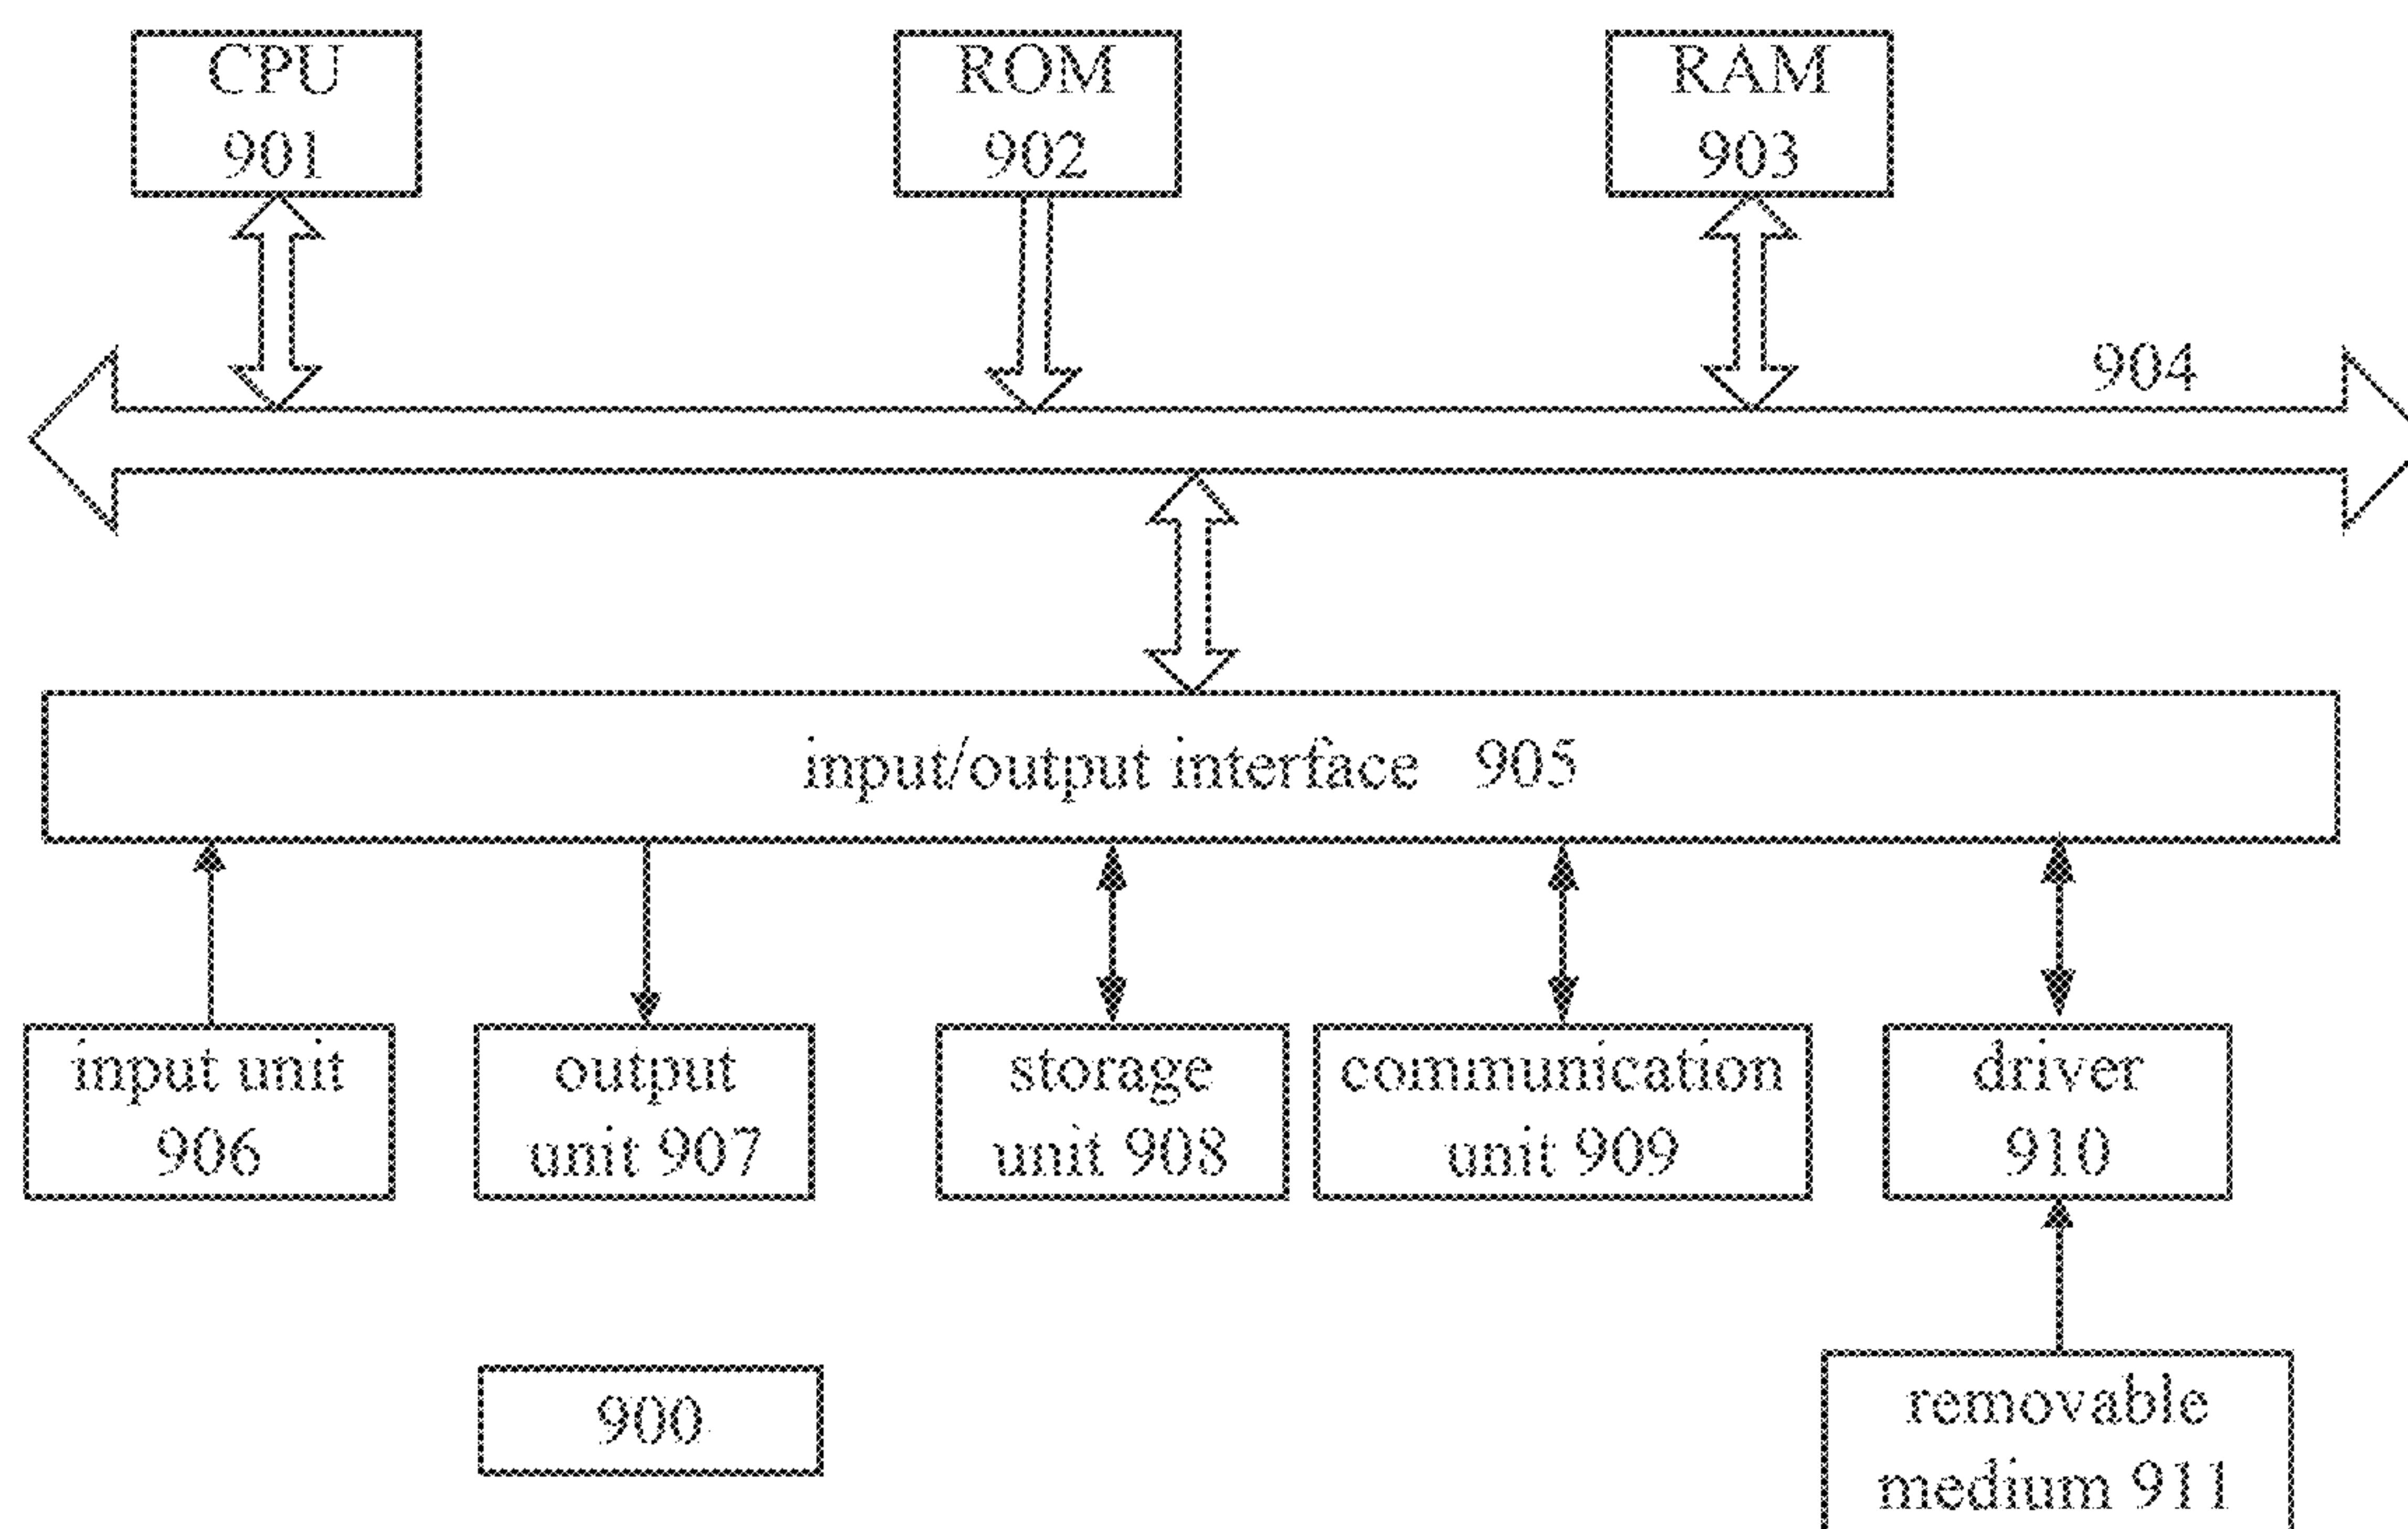 CPU
901
ROM
902
RAM
903
904
input/output interface 905
input unit
906
output
unit 907
storage
unit 908
communication
unit 909
driver
910
900
removable
medium 911